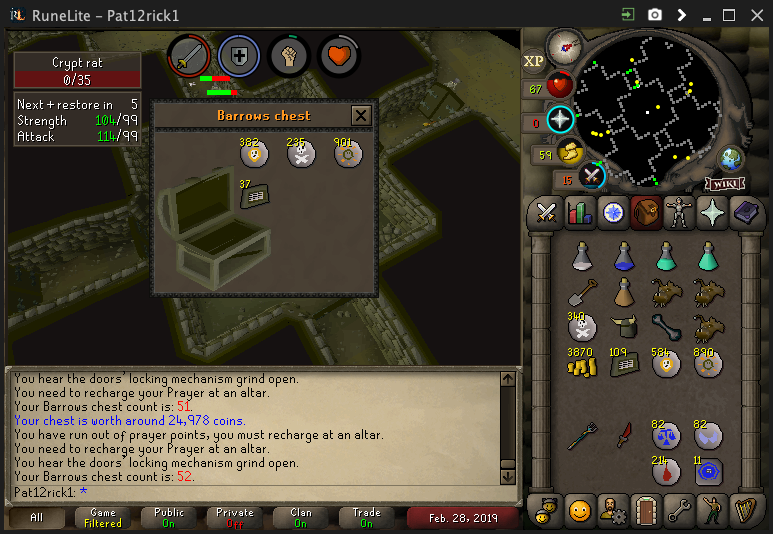 RuneLite - Pat12rick1
Crypt rat
0/35
Next + restore in 5
Strength 104/99
Attack 114/99
Barrows chest
382 235 901
37
XP
67
0
59
15
WIKI
340
3870 109 584 890
82 82
214 11
You hear the doors' locking mechanism grind open.
You need to recharge your Prayer at an altar.
Your Barrows chest count is: 51.
Your chest is worth around 24,978 coins.
You have run out of prayer points, you must recharge at an altar.
You need to recharge your Prayer at an altar.
You hear the doors' locking mechanism grind open.
Your Barrows chest count is: 52.
Pat12rick1: *
All
Game
Filtered
Public
On
Private
Off
Clan
On
Trade
On
Feb. 28, 2019